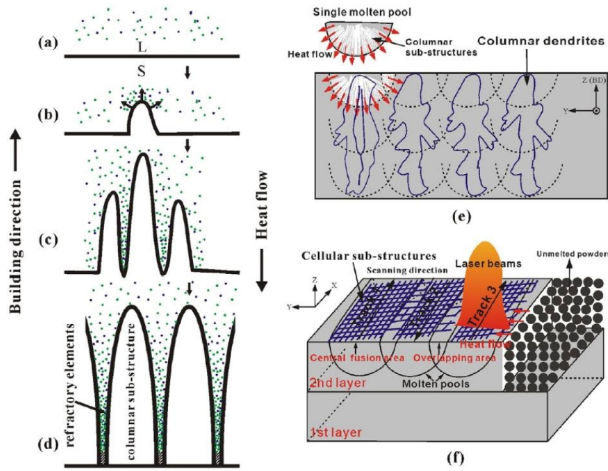 (a)
L
S
(b)
Building direction
Heat flow
(c)
refractory elements
columnar sub-structure
(d)
Single molten pool
Heat flow
Columnar
sub-structures
Columnar dendrites
Z (BD)
Y
(e)
Cellular sub-structures
Laser beams
Unmelted powders
Scanning direction
Z
X
Y
Track 3
Heat flow
Central fusion area
Overlapping area
Molten pools
2nd layer
1st layer
(f)